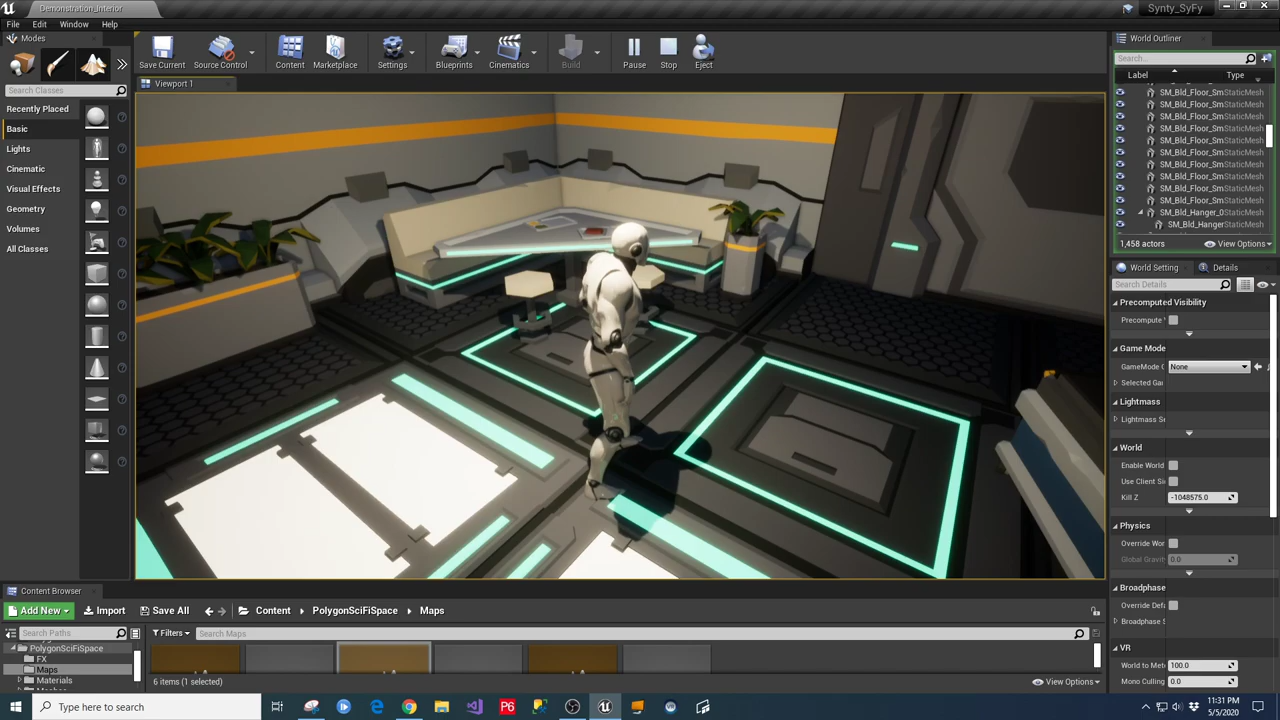 Demonstration_Interior
Synty_SyFy
File Edit Window Help
Modes
Save Current
Source Control
Content
Marketplace
Settings
Blueprints
Cinematics
Build
Pause
Stop
Eject
Search Classes
Viewport 1
Recently Placed
Basic
Lights
Cinematic
Visual Effects
Geometry
Volumes
All Classes
World Outliner
Search...
Label Type
SM_Bld_Floor_Sm StaticMesh
SM_Bld_Floor_Sm StaticMesh
SM_Bld_Floor_Sm StaticMesh
SM_Bld_Floor_Sm StaticMesh
SM_Bld_Floor_Sm StaticMesh
SM_Bld_Floor_Sm StaticMesh
SM_Bld_Floor_Sm StaticMesh
SM_Bld_Floor_Sm StaticMesh
SM_Bld_Floor_Sm StaticMesh
SM_Bld_Floor_Sm StaticMesh
SM_Bld_Hanger_0 StaticMesh
SM_Bld_Hanger StaticMesh
1,458 actors View Options
World Setting Details
Search Details
Precomputed Visibility
Precompute
Game Mode
GameMode None
Selected Gar
Lightmass
Lightmass Se
World
Enable World
Use Client Si
Kill Z -1048575.0
Physics
Override Wor
Global Gravit 0.0
Broadphase
Override Defa
Broadphase S
VR
World to Met 100.0
Mono Culling 0.0
Content Browser
Add New Import Save All Content PolygonSciFiSpace Maps
Search Paths
Filters Search Maps
PolygonSciFiSpace
FX
Maps
Materials
Meshes
6 items (1 selected) View Options
Type here to search
P6
11:31 PM
5/5/2020